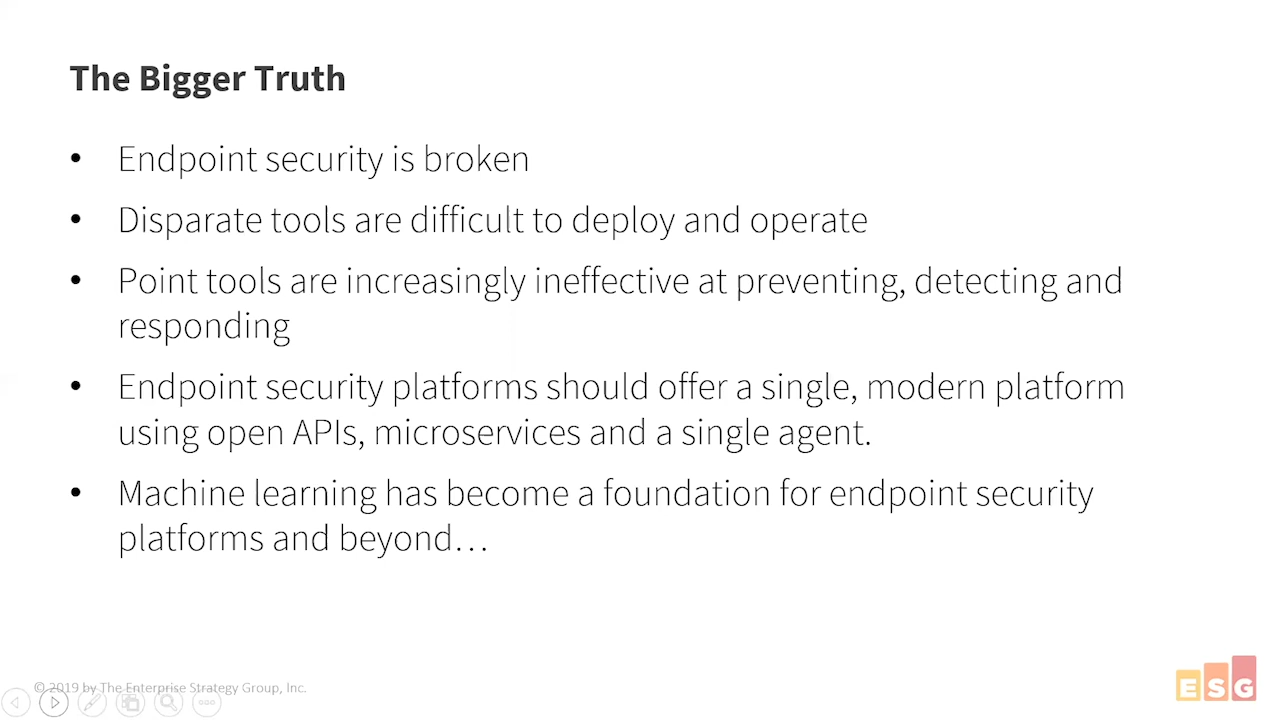 The Bigger Truth
• Endpoint security is broken
• Disparate tools are difficult to deploy and operate
• Point tools are increasingly ineffective at preventing, detecting and
responding
• Endpoint security platforms should offer a single, modern platform
using open APIs, microservices and a single agent.
• Machine learning has become a foundation for endpoint security
platforms and beyond…
© 2019 by The Enterprise Strategy Group, Inc.
ESG